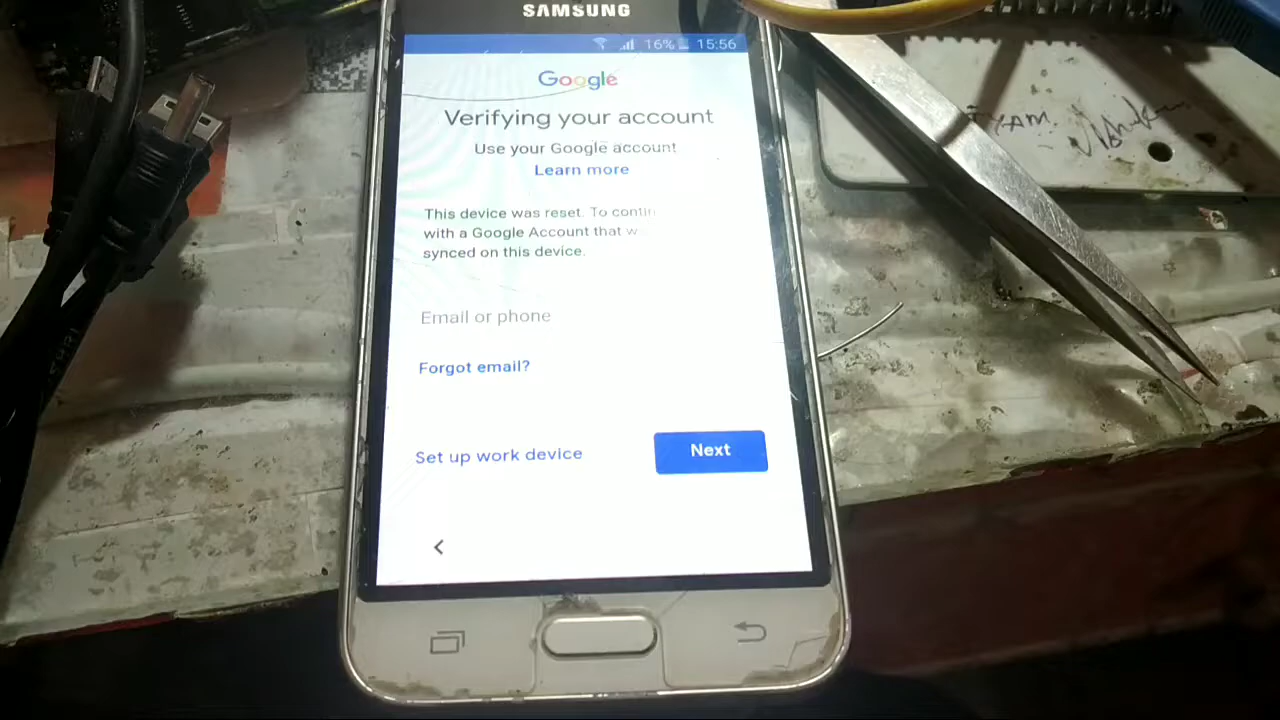 SAMSUNG
16% 15:56
Google
Verifying your account
Use your Google account
Learn more
This device was reset. To contin
with a Google Account that w
synced on this device.
Email or phone
Forgot email?
Set up work device
Next